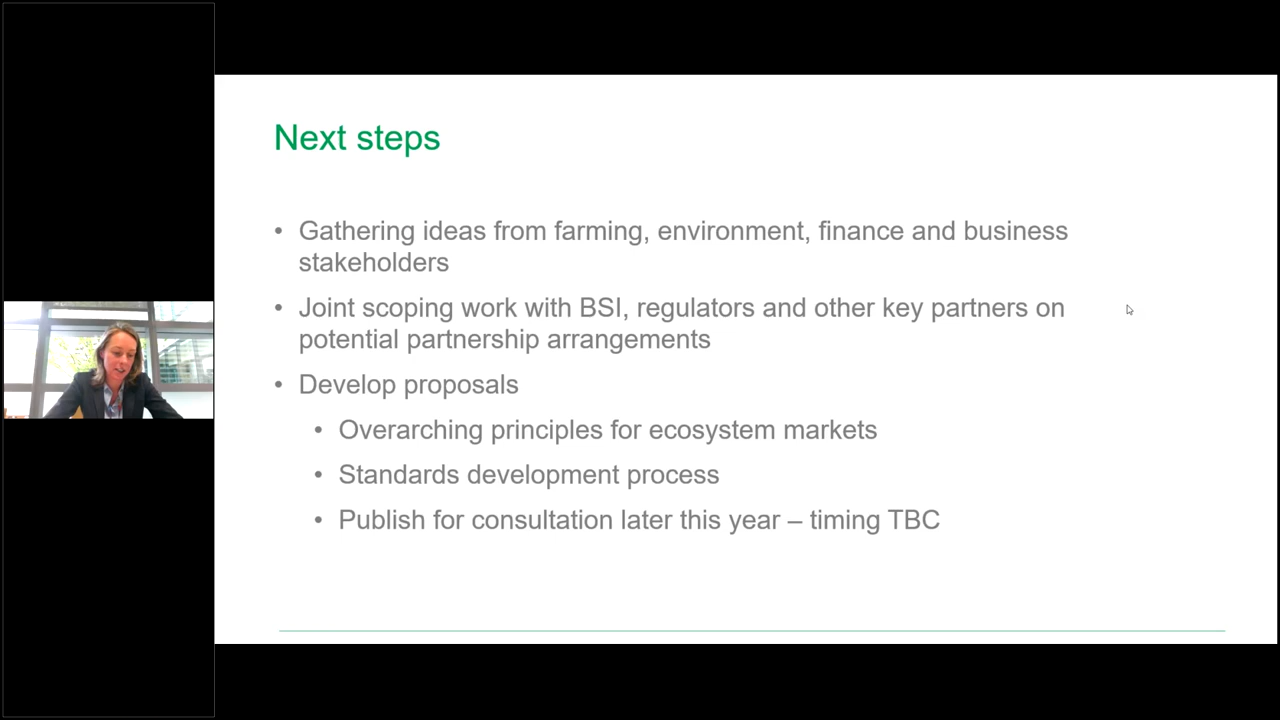 Next steps
• Gathering ideas from farming, environment, finance and business
stakeholders
• Joint scoping work with BSI, regulators and other key partners on
potential partnership arrangements
• Develop proposals
• Overarching principles for ecosystem markets
• Standards development process
• Publish for consultation later this year – timing TBC